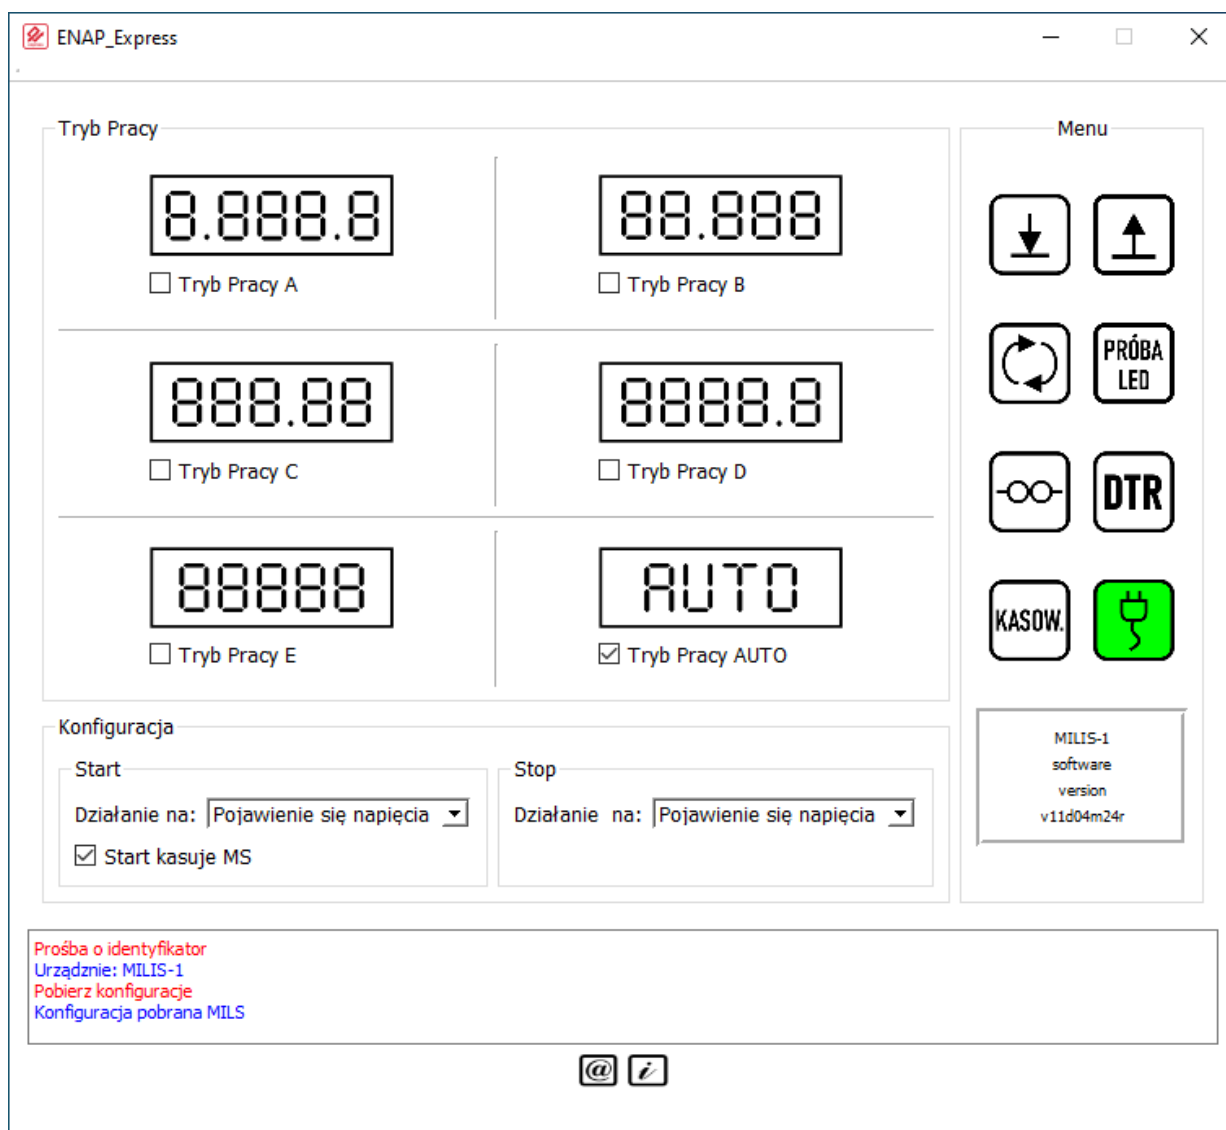 ENAP_Express
Tryb Pracy
Menu
8.888.8
88.888
Tryb Pracy A
Tryb Pracy B
PRÓBA
LED
888.88
8888.8
Tryb Pracy C
Tryb Pracy D
DTR
88888
AUTO
KASOW.
Tryb Pracy E
Tryb Pracy AUTO
Konfiguracja
Start
Stop
Działanie na: Pojawienie się napięcia
Działanie na: Pojawienie się napięcia
Start kasuje MS
MILIS-1
software
version
v11d04m24r
Prośba o identyfikator
Urządznie: MILIS-1
Pobierz konfiguracje
Konfiguracja pobrana MILS
@ i